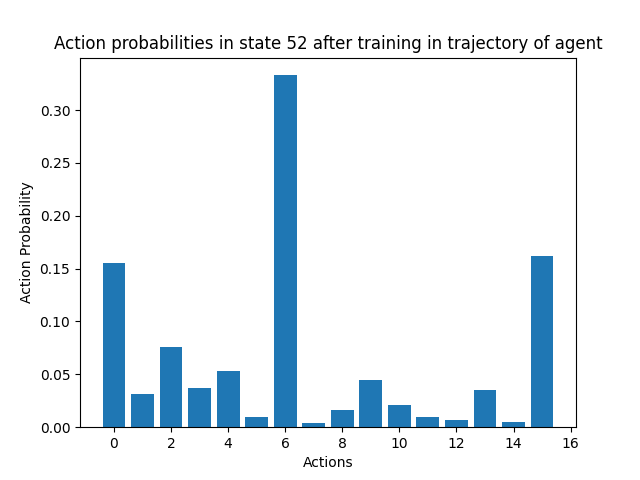 Action probabilities in state 52 after training in trajectory of agent
Action Probability
0.30
0.25
0.20
0.15
0.10
0.05
0.00
0 2 4 6 8 10 12 14 16
Actions